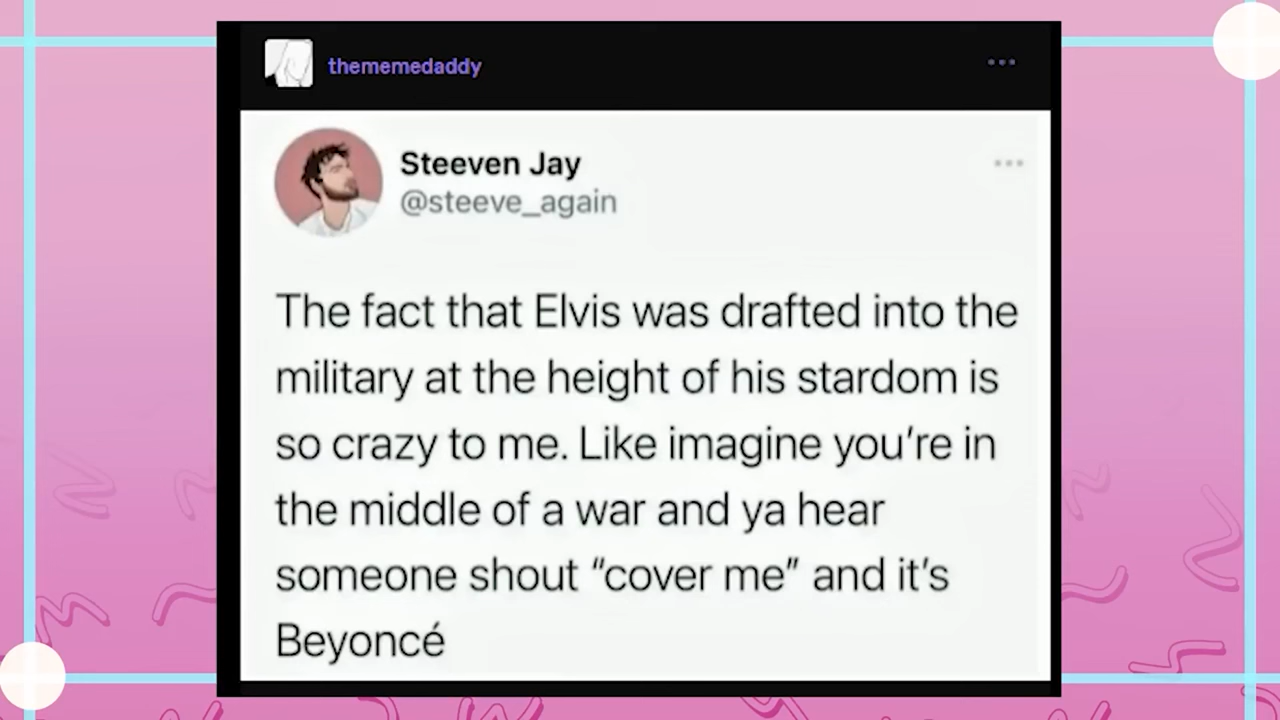 thememedaddy
Steeven Jay
@steeve_again
The fact that Elvis was drafted into the
military at the height of his stardom is
so crazy to me. Like imagine you’re in
the middle of a war and ya hear
someone shout “cover me” and it’s
Beyoncé